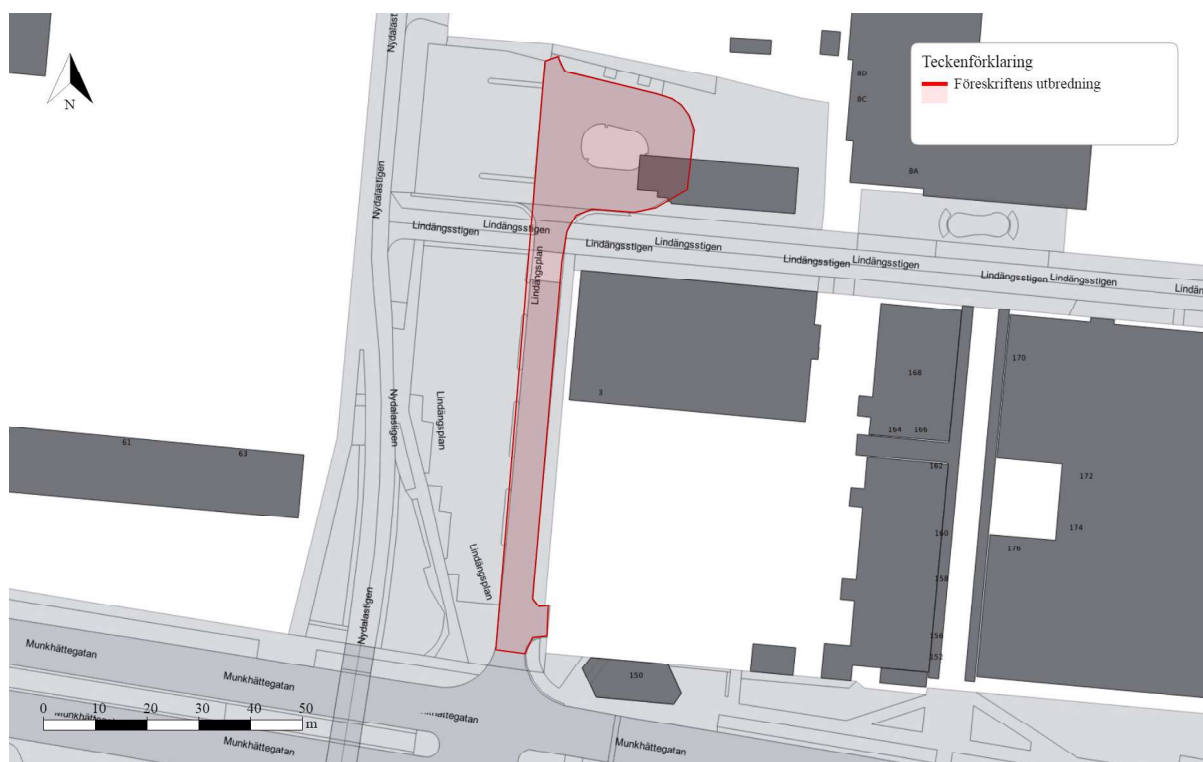 Nydalast
Teckenförklaring
Föreskriftens utbredning
8D
8C
N
8A
Nydalastigen
Lindängsstigen
Lindängsstigen
Lindängsstigen
Lindängsstigen
Lindängsstigen
Lindängsstigen
Lindängsstigen
Lindängsstigen
Lindän
Lindängsplan
170
168
3
Nydalastigen
Lindängsplan
164 166
61
63
162
172
174
160
176
Lindängsplan
158
Nydalastigen
156
152
Munkhättegatan
150
Munkhättegatan
0 10 20 30 40 50
m
Munkhättegatan
Munkhättegatan
Munkhättegatan